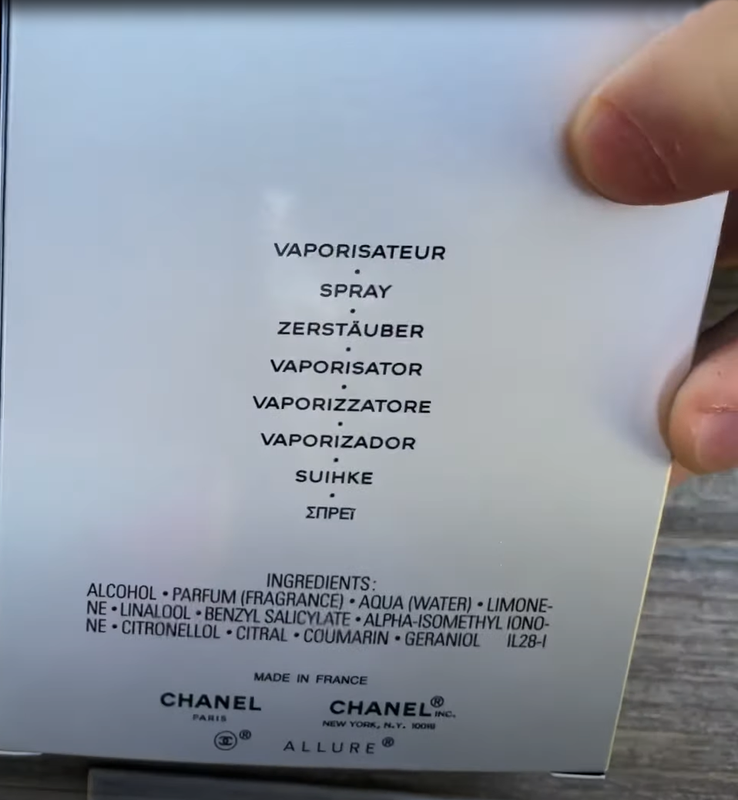 VAPORISATEUR
•
SPRAY
•
ZERSTÄUBER
•
VAPORISATOR
•
VAPORIZZATORE
•
VAPORIZADOR
•
SUIHKE
•
ΣΠΡΕΪ
INGREDIENTS:
ALCOHOL • PARFUM (FRAGRANCE) • AQUA (WATER) • LIMONE-
NE • LINALOOL • BENZYL SALICYLATE • ALPHA-ISOMETHYL IONO-
NE • CITRONELLOL • CITRAL • COUMARIN • GERANIOL IL28-I
MADE IN FRANCE
CHANEL CHANEL® INC.
PARIS NEW YORK, N.Y. 10019
® ALLURE®